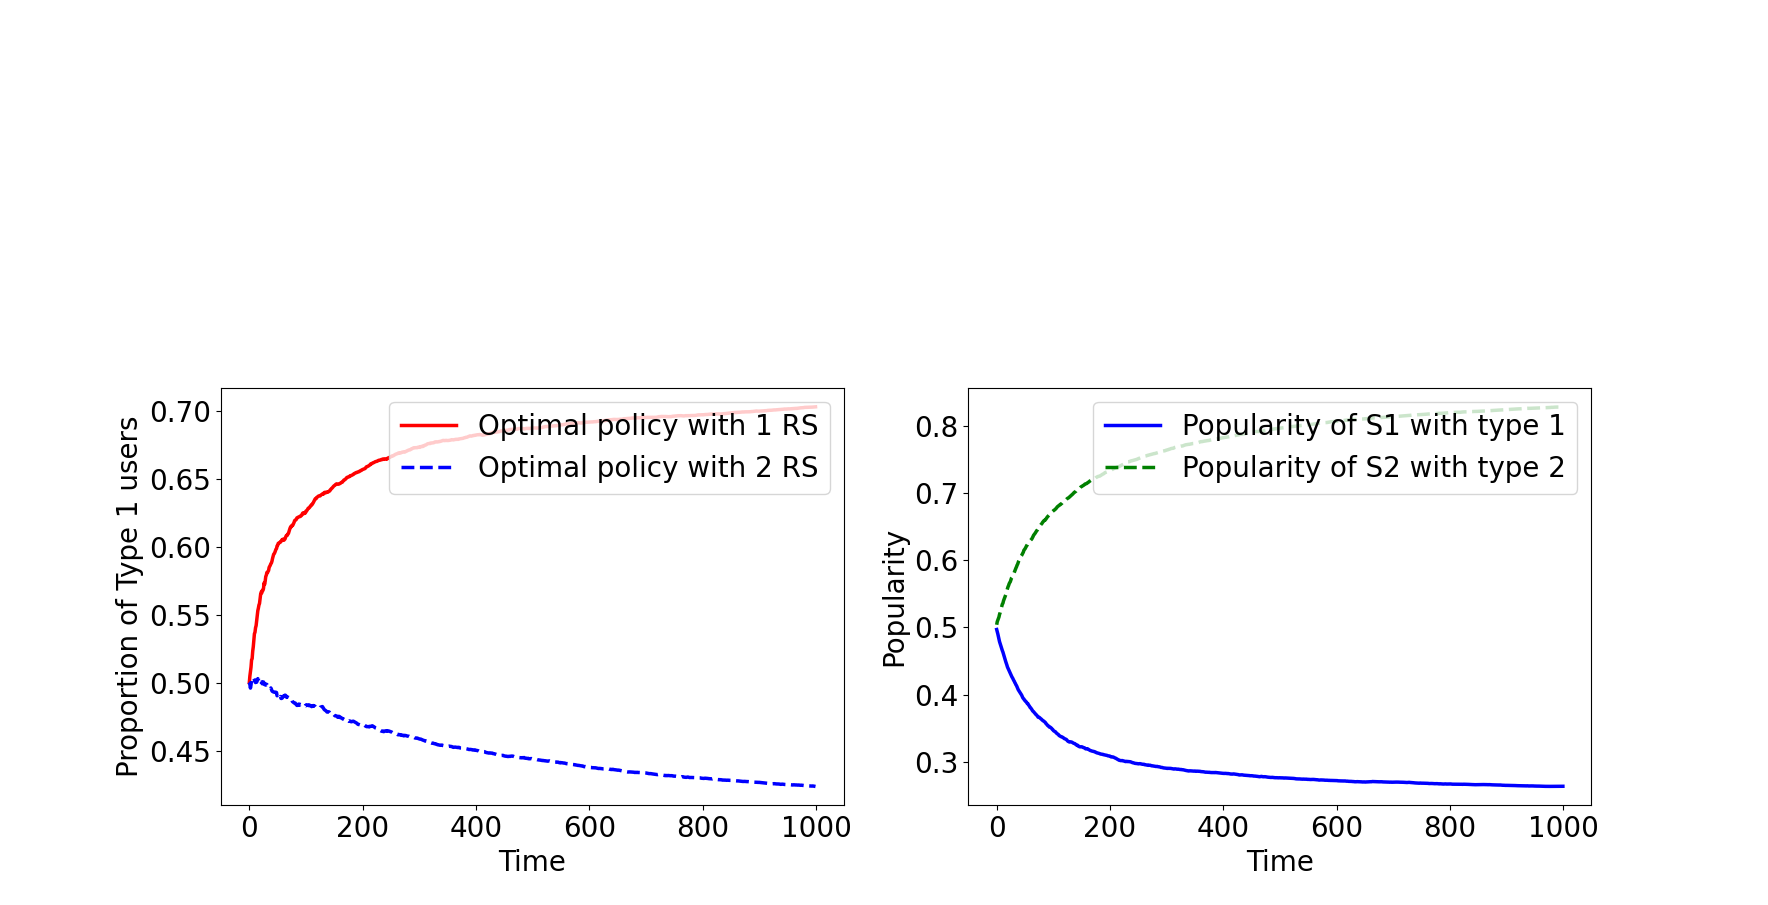 Proportion of Type 1 users
0.70
0.65
0.60
0.55
0.50
0.45
Optimal policy with 1 RS
Optimal policy with 2 RS
0 200 400 600 800 1000
Time
Popularity
0.8
0.7
0.6
0.5
0.4
0.3
Popularity of S1 with type 1
Popularity of S2 with type 2
0 200 400 600 800 1000
Time